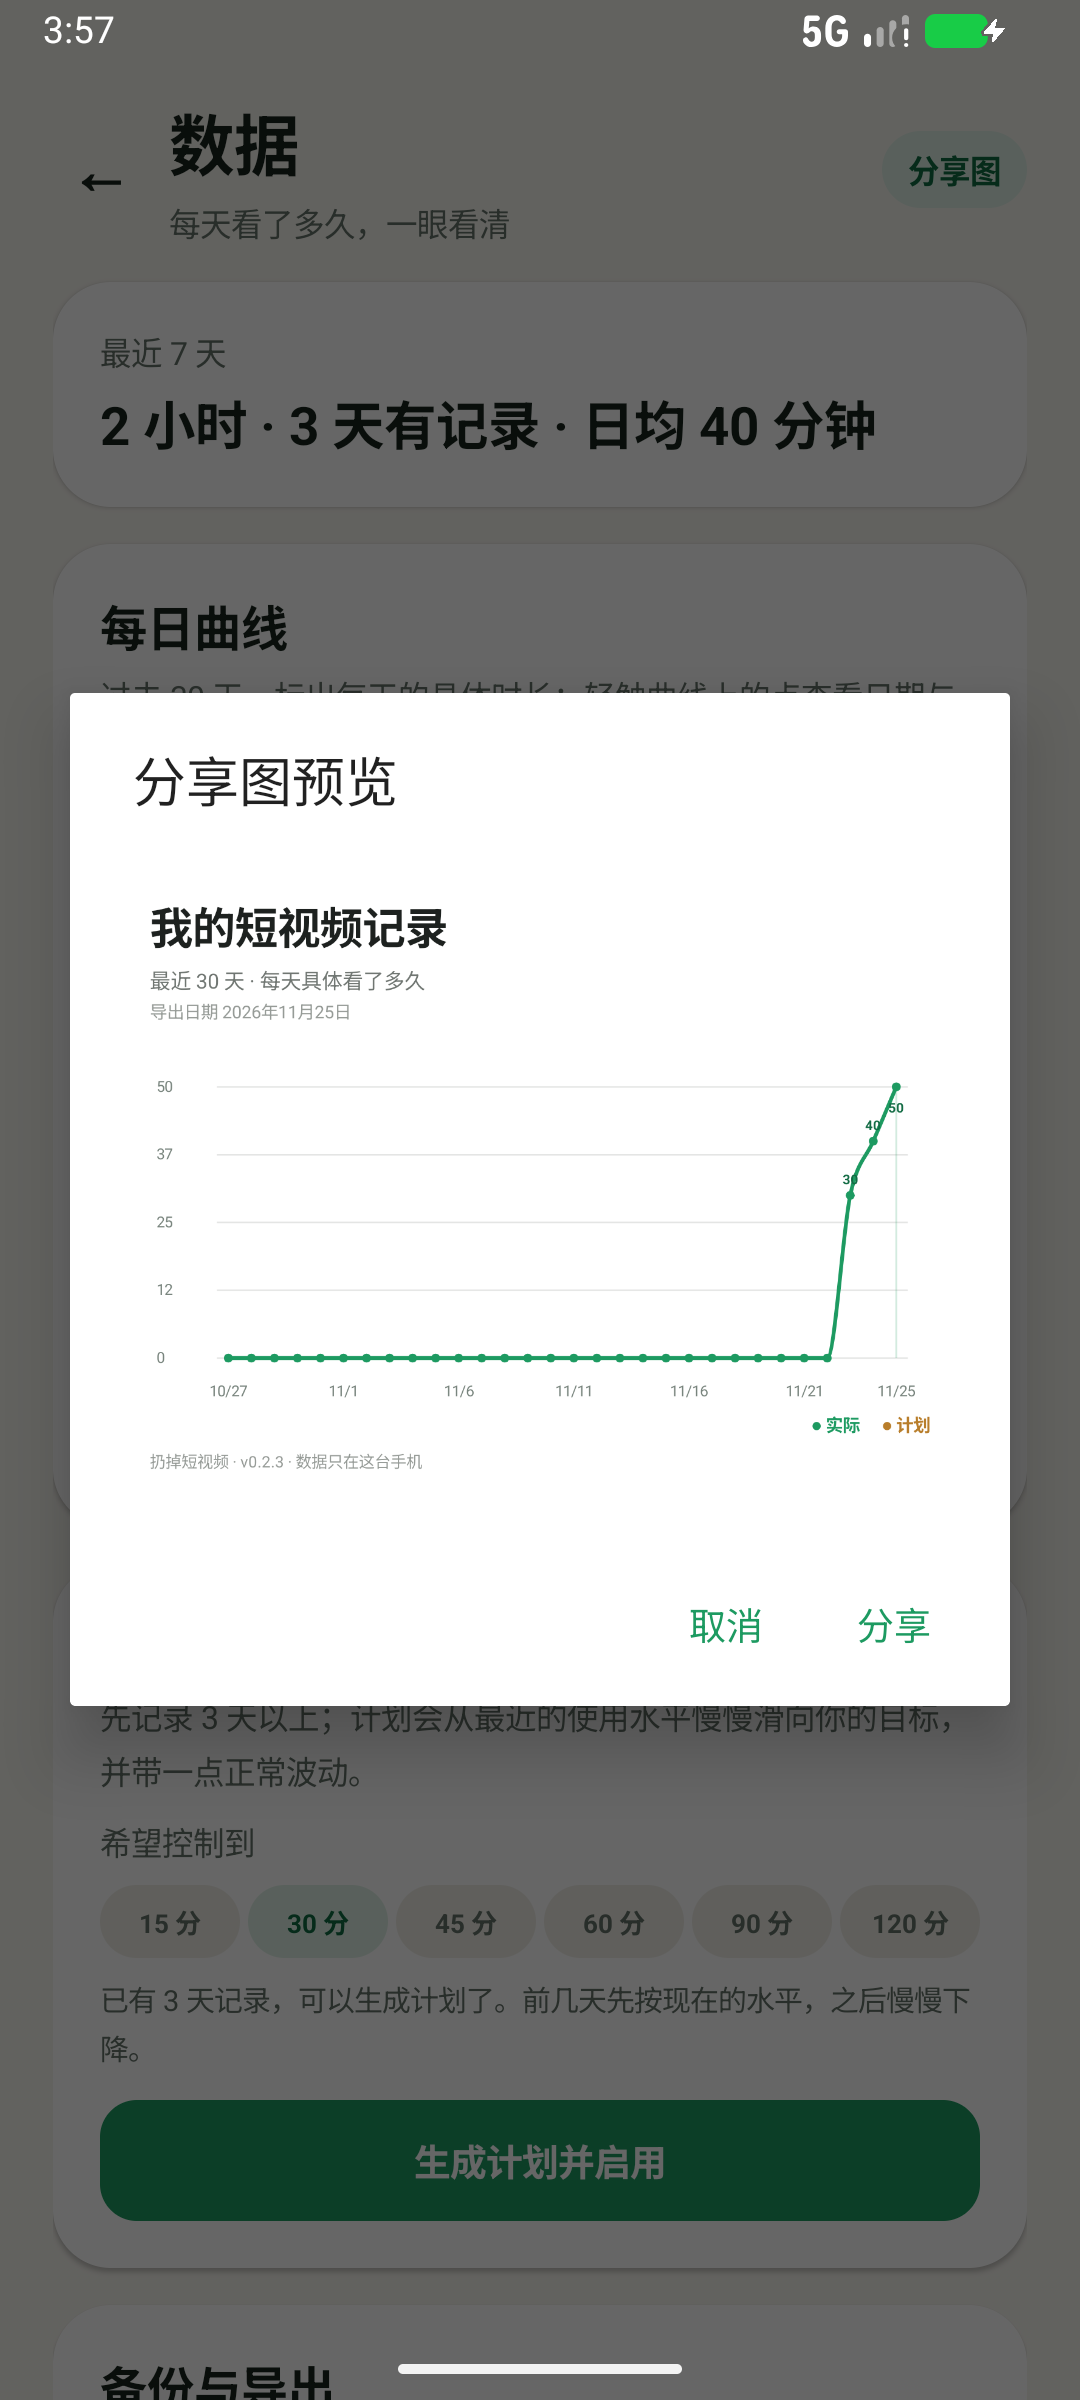 3:57
5G
←
数据
分享图
每天看了多久，一眼看清
最近 7 天
2 小时 · 3 天有记录 · 日均 40 分钟
每日曲线
分享图预览
我的短视频记录
最近 30 天 · 每天具体看了多久
导出日期 2026年11月25日
50
50
40
37
30
25
12
0
10/27 11/1 11/6 11/11 11/16 11/21 11/25
实际 计划
扔掉短视频 · v0.2.3 · 数据只在这台手机
取消 分享
先记录 3 天以上；计划会从最近的使用水平慢慢滑向你的目标，
并带一点正常波动。
希望控制到
15 分 30 分 45 分 60 分 90 分 120 分
已有 3 天记录，可以生成计划了。前几天先按现在的水平，之后慢慢下
降。
生成计划并启用
备份与导出